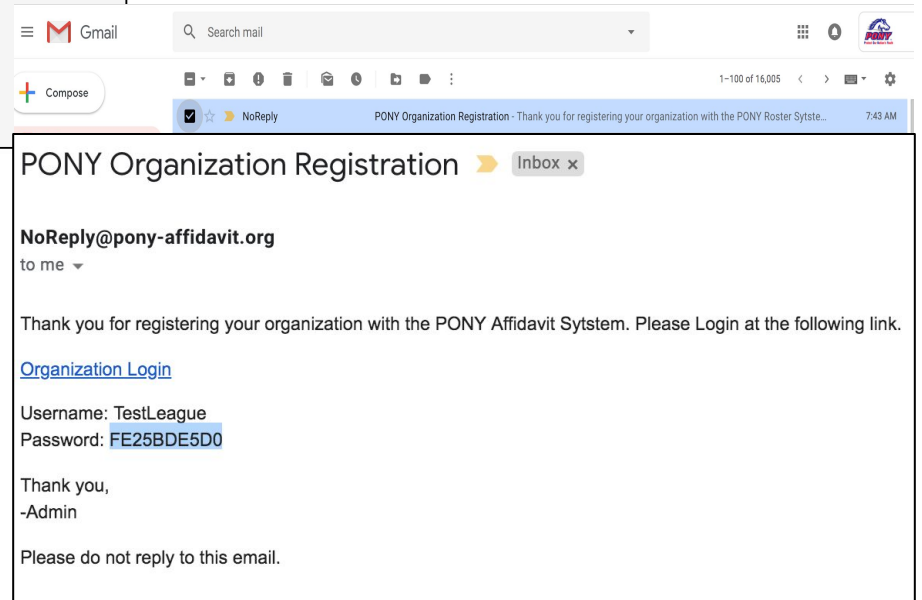 Gmail
Search mail
PONY
Compose
1–100 of 16,005
NoReply PONY Organization Registration - Thank you for registering your organization with the PONY Roster Sytste... 7:43 AM
PONY Organization Registration Inbox x
NoReply@pony-affidavit.org
to me
Thank you for registering your organization with the PONY Affidavit Sytstem. Please Login at the following link.
Organization Login
Username: TestLeague
Password: FE25BDE5D0
Thank you,
-Admin
Please do not reply to this email.